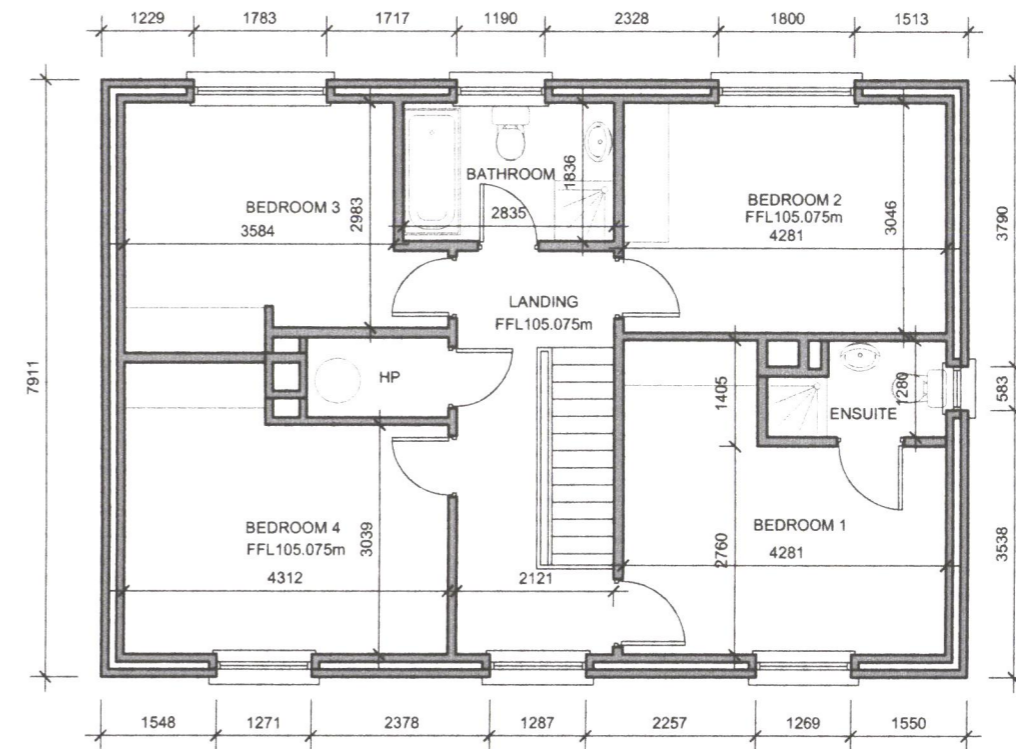 1229 1783 1717 1190 2328 1800 1513
BATHROOM
1836
2835
BEDROOM 3
3584
2983
BEDROOM 2
FFL105.075m
4281
3046
3790
LANDING
FFL105.075m
7911
HP
1405
1280
583
ENSUITE
BEDROOM 4
FFL105.075m
4312
3039
2121
2760
BEDROOM 1
4281
3538
1548 1271 2378 1287 2257 1269 1550